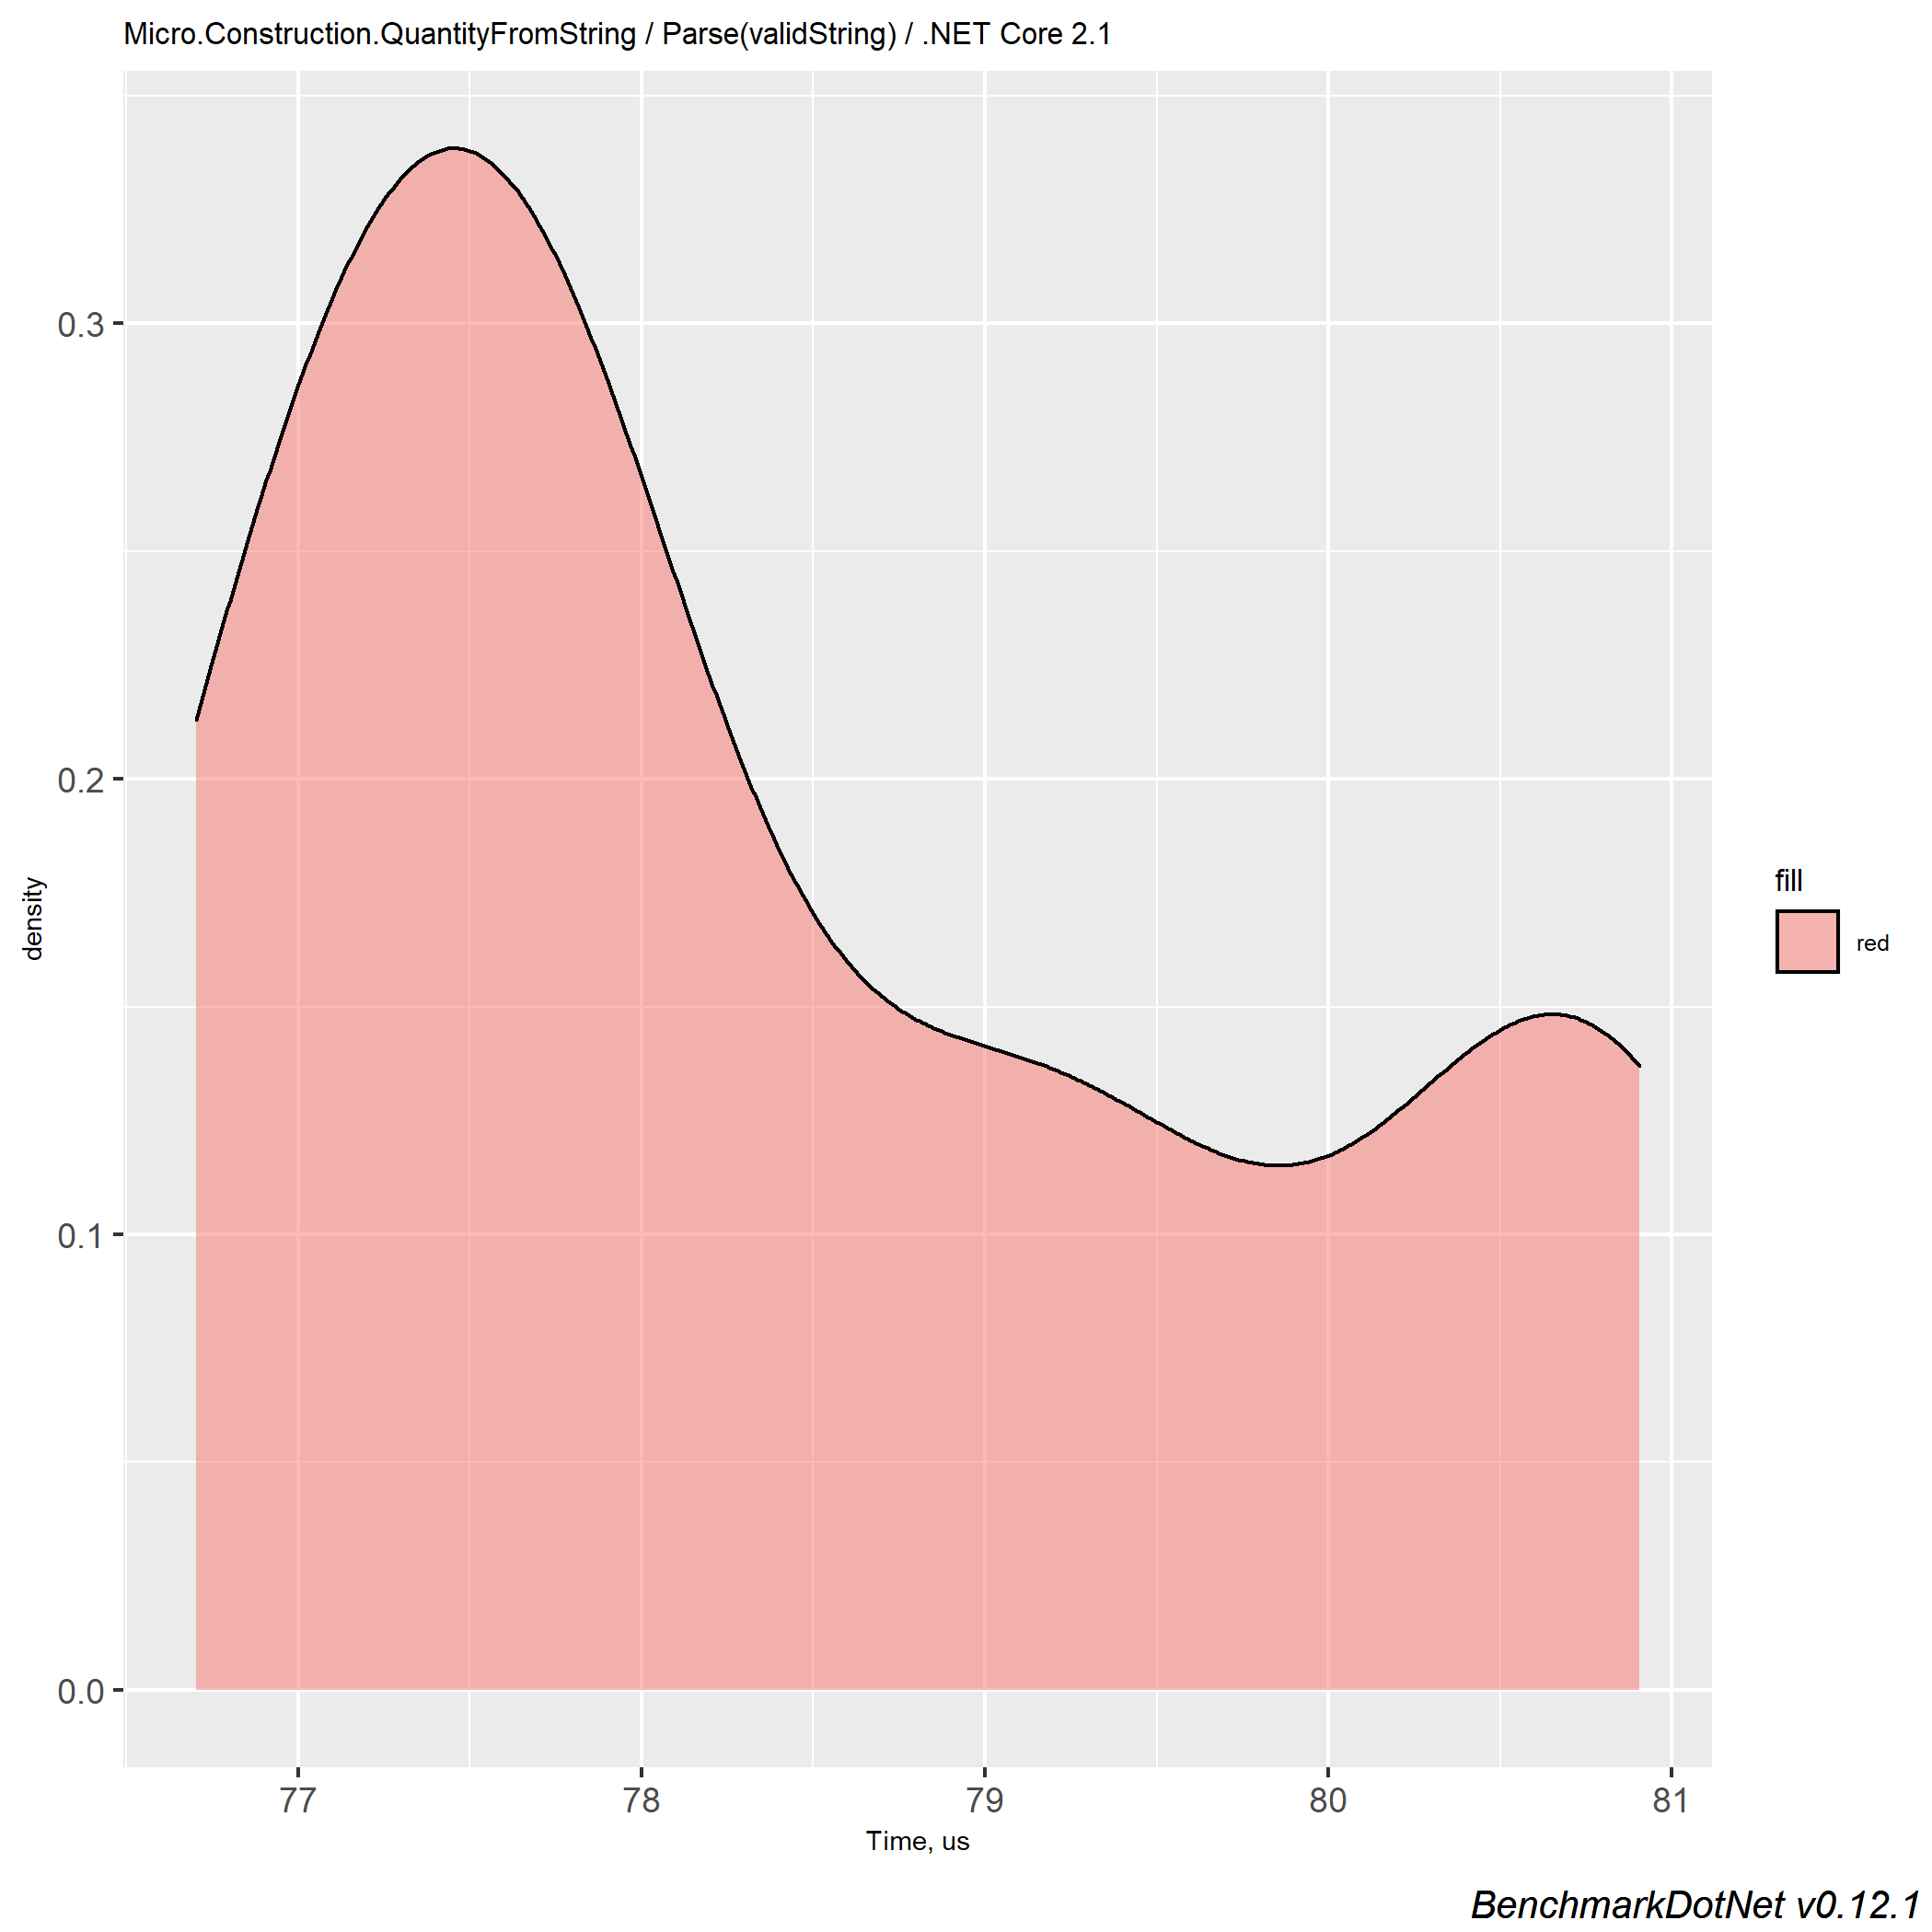 Micro.Construction.QuantityFromString / Parse(validString) / .NET Core 2.1
0.3
0.2
0.1
0.0
density
77 78 79 80 81
Time, us
fill
red
BenchmarkDotNet v0.12.1